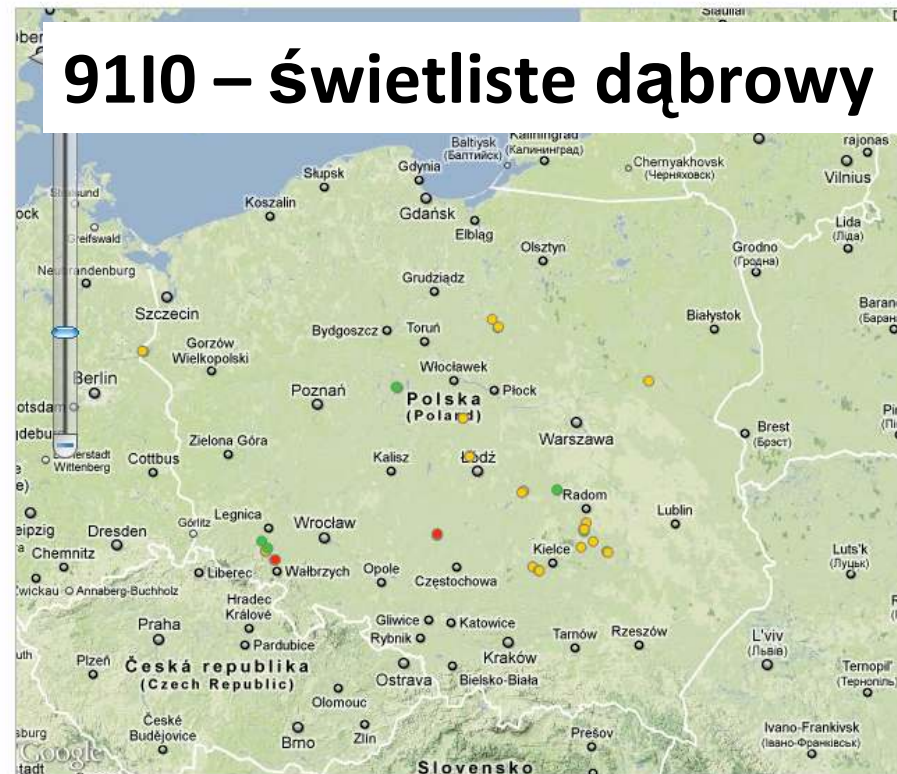 91I0 – świetliste dąbrowy
Baltiysk
(Балтийск)
Kaliningrad
(Калининград)
Chernyakhovsk
(Черняховск)
rajonas
Vilnius
Słupsk
Gdynia
Koszalin
Gdańsk
Elbląg
Lida
(Ліда)
Greifswald
Olsztyn
Grodno
(Гродна)
Neubrandenburg
Grudziądz
Szczecin
Białystok
Bydgoszcz
Toruń
Gorzów
Wielkopolski
Włocławek
Berlin
Poznań
Płock
Polska
(Poland)
Warszawa
Brest
(Брэст)
Zielona Góra
Kalisz
Łódź
Wittenberg
Cottbus
Radom
Lublin
Legnica
Wrocław
Görlitz
Dresden
Chemnitz
Kielce
Luts'k
(Луцьк)
Liberec
Wałbrzych
Opole
Częstochowa
Zwickau
Annaberg-Buchholz
Hradec
Králové
Gliwice
Katowice
Praha
Pardubice
Rybnik
Tarnów
Rzeszów
L'viv
(Львів)
Kraków
Plzeň
Česká republika
(Czech Republic)
Ostrava
Bielsko-Biała
Ternopil'
(Тернопіль)
Olomouc
České
Budějovice
Zlín
Brno
Prešov
Ivano-Frankivsk
(Івано-Франківськ)
Google
Slovensko